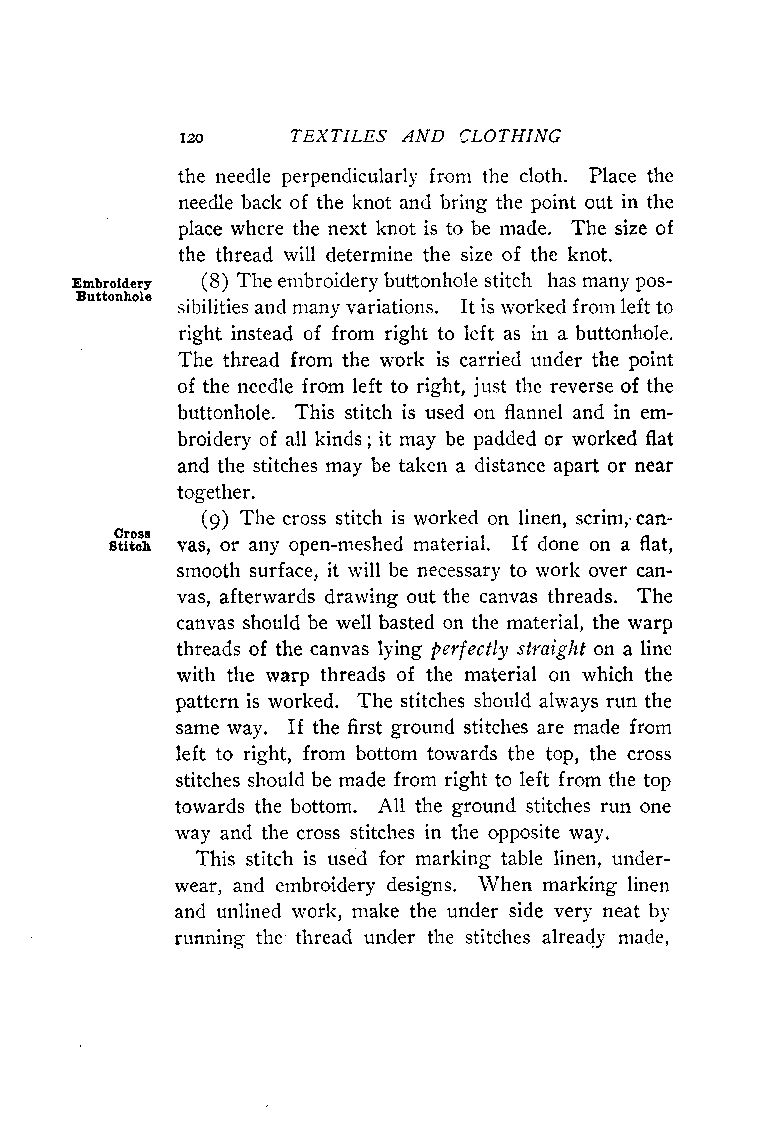 120 TEXTILES AND CLOTHING
the needle perpendicularly from the cloth. Place the
needle back of the knot and bring the point out in the
place where the next knot is to be made. The size of
the thread will determine the size of the knot.
Embroidery
Buttonhole
(8) The embroidery buttonhole stitch has many pos-
sibilities and many variations. It is worked from left to
right instead of from right to left as in a buttonhole.
The thread from the work is carried under the point
of the needle from left to right, just the reverse of the
buttonhole. This stitch is used on flannel and in em-
broidery of all kinds; it may be padded or worked flat
and the stitches may be taken a distance apart or near
together.
Cross
Stitch
(9) The cross stitch is worked on linen, scrim, can-
vas, or any open-meshed material. If done on a flat,
smooth surface, it will be necessary to work over can-
vas, afterwards drawing out the canvas threads. The
canvas should be well basted on the material, the warp
threads of the canvas lying perfectly straight on a line
with the warp threads of the material on which the
pattern is worked. The stitches should always run the
same way. If the first ground stitches are made from
left to right, from bottom towards the top, the cross
stitches should be made from right to left from the top
towards the bottom. All the ground stitches run one
way and the cross stitches in the opposite way.
This stitch is used for marking table linen, under-
wear, and embroidery designs. When marking linen
and unlined work, make the under side very neat by
running the thread under the stitches already made,